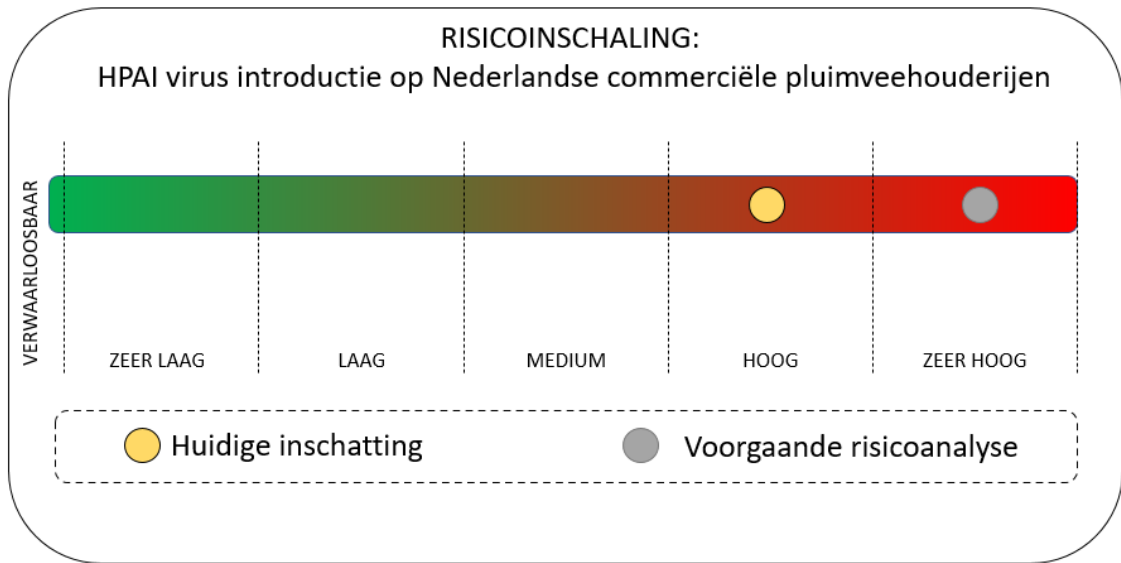 RISICOINSCHALING:
HPAI virus introductie op Nederlandse commerciële pluimveehouderijen
VERWAARLOOSBAAR
ZEER LAAG
LAAG
MEDIUM
HOOG
ZEER HOOG
Huidige inschatting
Voorgaande risicoanalyse